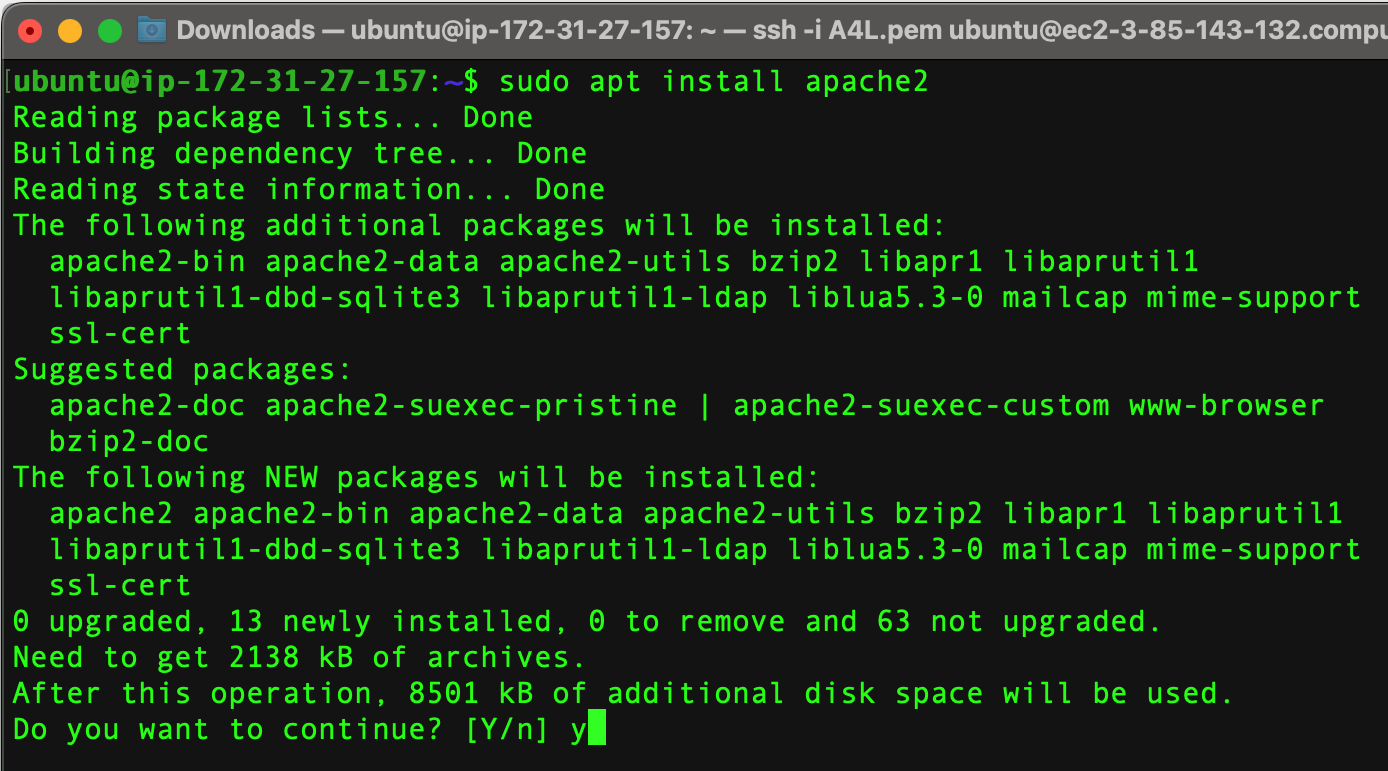 Downloads — ubuntu@ip-172-31-27-157: ~ — ssh -i A4L.pem ubuntu@ec2-3-85-143-132.compu
[ubuntu@ip-172-31-27-157:~$ sudo apt install apache2
Reading package lists... Done
Building dependency tree... Done
Reading state information... Done
The following additional packages will be installed:
  apache2-bin apache2-data apache2-utils bzip2 libapr1 libaprutil1
  libaprutil1-dbd-sqlite3 libaprutil1-ldap liblua5.3-0 mailcap mime-support
  ssl-cert
Suggested packages:
  apache2-doc apache2-suexec-pristine | apache2-suexec-custom www-browser
  bzip2-doc
The following NEW packages will be installed:
  apache2 apache2-bin apache2-data apache2-utils bzip2 libapr1 libaprutil1
  libaprutil1-dbd-sqlite3 libaprutil1-ldap liblua5.3-0 mailcap mime-support
  ssl-cert
0 upgraded, 13 newly installed, 0 to remove and 63 not upgraded.
Need to get 2138 kB of archives.
After this operation, 8501 kB of additional disk space will be used.
Do you want to continue? [Y/n] y